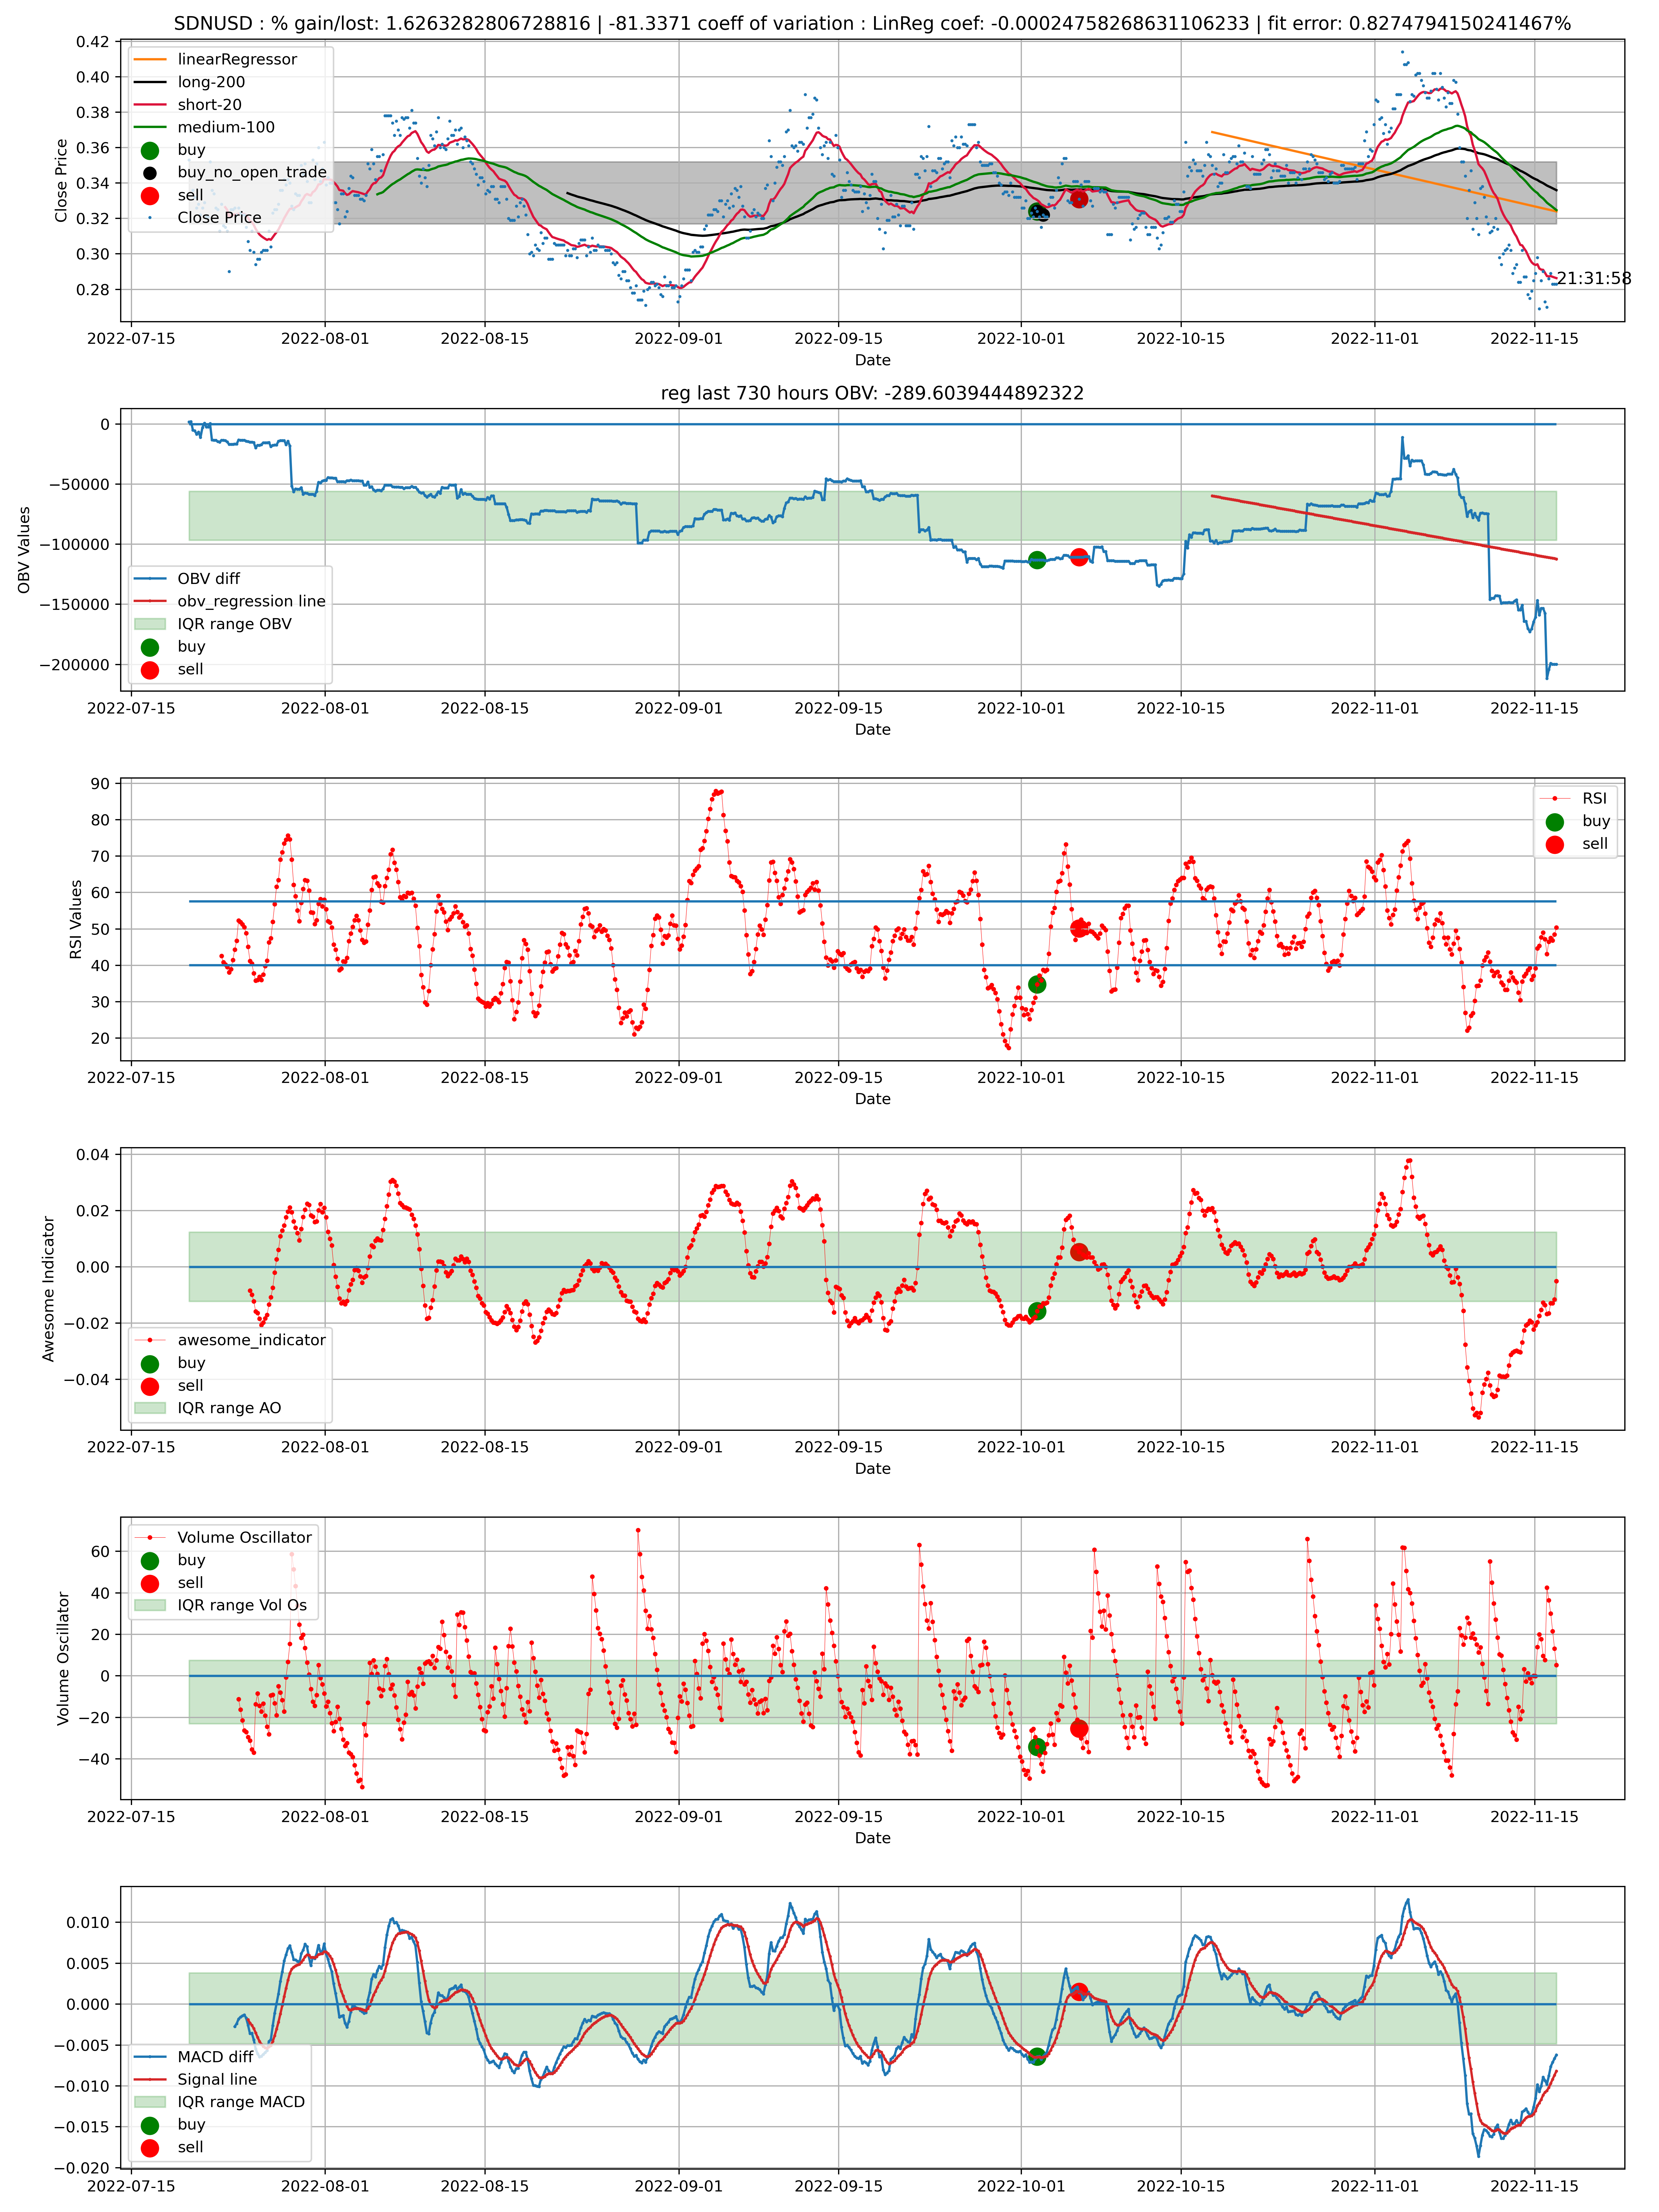 SDNUSD : % gain/lost: 1.6263282806728816 | -81.3371 coeff of variation : LinReg coef: -0.00024758268631106233 | fit error: 0.8274794150241467%
Close Price
0.42
0.40
0.38
0.36
0.34
0.32
0.30
0.28
linearRegressor
long-200
short-20
medium-100
buy
buy_no_open_trade
sell
Close Price
21:31:58
2022-07-15 2022-08-01 2022-08-15 2022-09-01 2022-09-15 2022-10-01 2022-10-15 2022-11-01 2022-11-15
Date
reg last 730 hours OBV: -289.6039444892322
OBV Values
0
−50000
−100000
−150000
−200000
OBV diff
obv_regression line
IQR range OBV
buy
sell
2022-07-15 2022-08-01 2022-08-15 2022-09-01 2022-09-15 2022-10-01 2022-10-15 2022-11-01 2022-11-15
Date
RSI Values
90
80
70
60
50
40
30
20
RSI
buy
sell
2022-07-15 2022-08-01 2022-08-15 2022-09-01 2022-09-15 2022-10-01 2022-10-15 2022-11-01 2022-11-15
Date
Awesome Indicator
0.04
0.02
0.00
−0.02
−0.04
awesome_indicator
buy
sell
IQR range AO
2022-07-15 2022-08-01 2022-08-15 2022-09-01 2022-09-15 2022-10-01 2022-10-15 2022-11-01 2022-11-15
Date
Volume Oscillator
60
40
20
0
−20
−40
Volume Oscillator
buy
sell
IQR range Vol Os
2022-07-15 2022-08-01 2022-08-15 2022-09-01 2022-09-15 2022-10-01 2022-10-15 2022-11-01 2022-11-15
Date
0.010
0.005
0.000
−0.005
−0.010
−0.015
−0.020
MACD diff
Signal line
IQR range MACD
buy
sell
2022-07-15 2022-08-01 2022-08-15 2022-09-01 2022-09-15 2022-10-01 2022-10-15 2022-11-01 2022-11-15